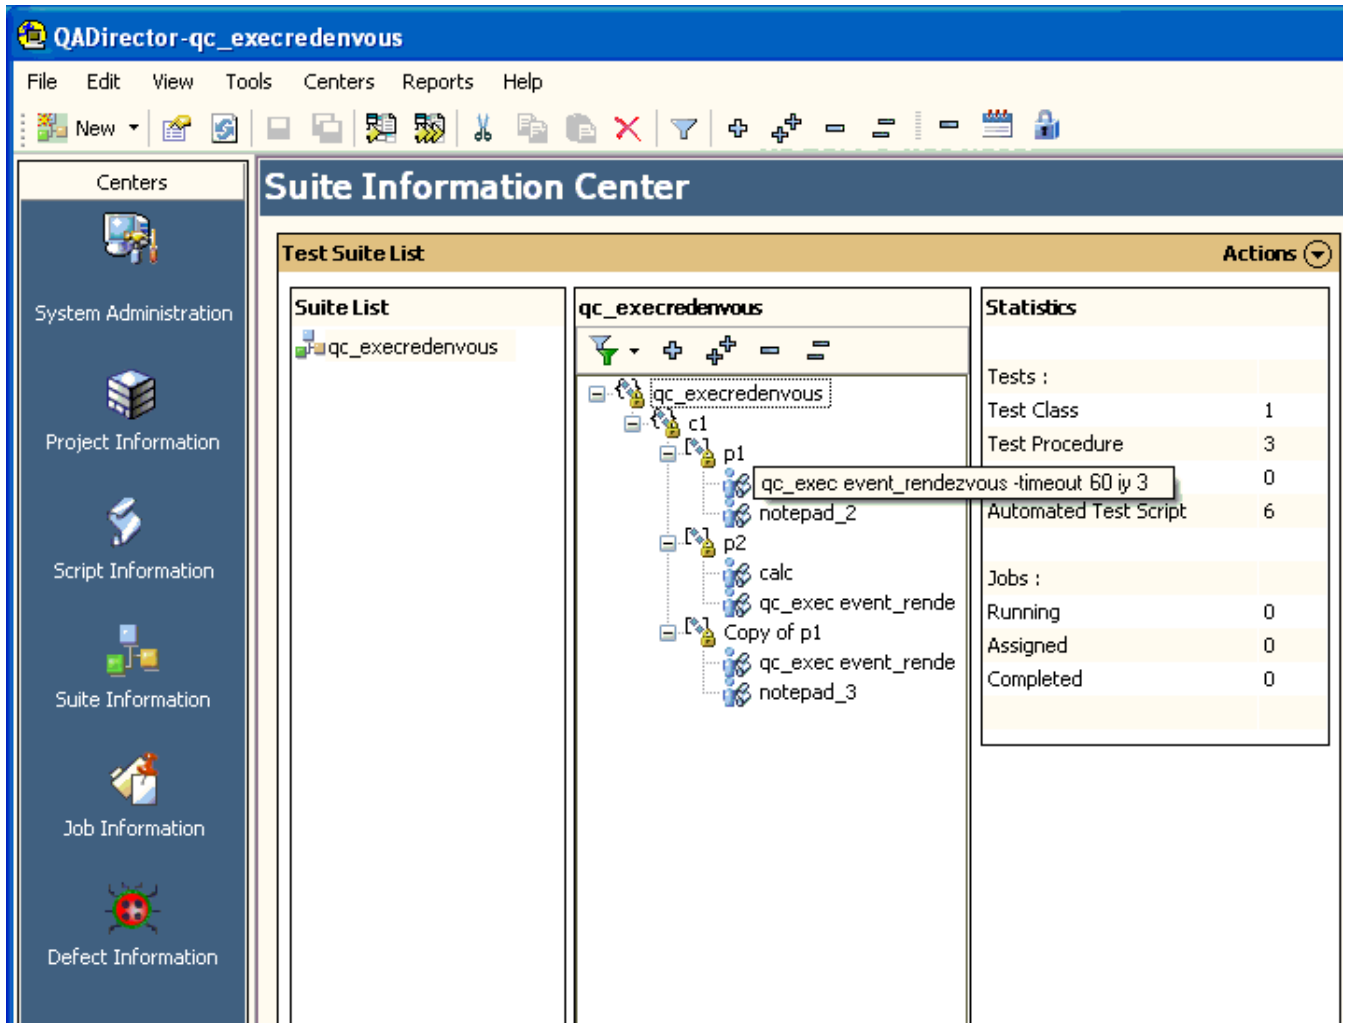 QADirector-qc_execredenvous
File Edit View Tools Centers Reports Help
New
Centers
System Administration
Project Information
Script Information
Suite Information
Job Information
Defect Information
Suite Information Center
Test Suite List Actions
Suite List
qc_execredenvous
qc_execredenvous
qc_execredenvous
c1
p1
qc_exec event_rendezvous -timeout 60 iy 3
notepad_2
p2
calc
qc_exec event_rende
Copy of p1
qc_exec event_rende
notepad_3
Statistics
Tests :
Test Class 1
Test Procedure 3
0
Automated Test Script 6
Jobs :
Running 0
Assigned 0
Completed 0